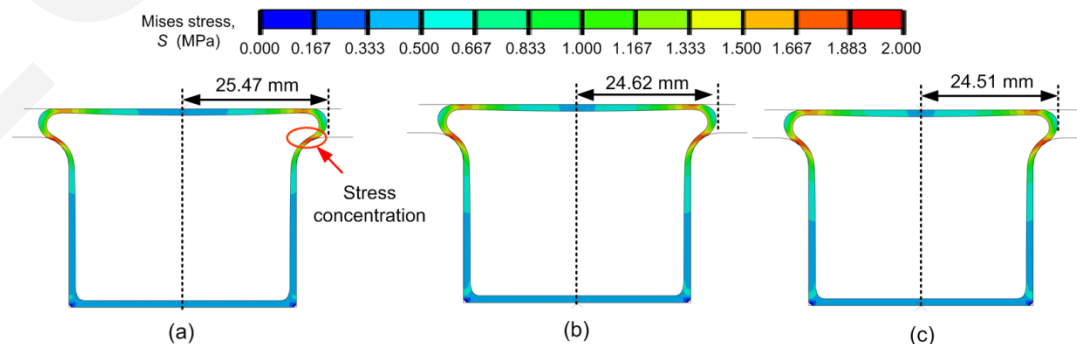 Mises stress,
S (MPa)
0.000 0.167 0.333 0.500 0.667 0.833 1.000 1.167 1.333 1.500 1.667 1.883 2.000
25.47 mm
24.62 mm
24.51 mm
Stress
concentration
(a)
(b)
(c)